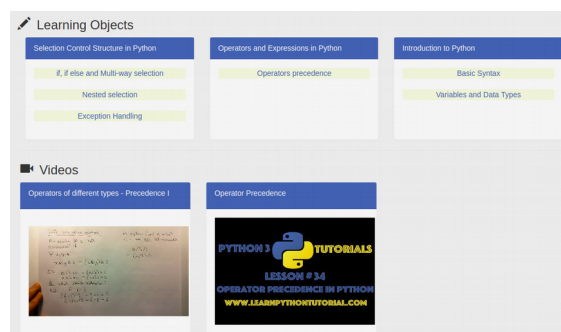 Learning Objects
Selection Control Structure in Python
if, if else and Multi-way selection
Nested selection
Exception Handling
Operators and Expressions in Python
Operators precedence
Introduction to Python
Basic Syntax
Variables and Data Types
Videos
Operators of different types - Precedence I
Operator Precedence
PYTHON 3 TUTORIALS
LESSON # 34
OPERATOR PRECEDENCE IN PYTHON
WWW.LEARNPYTHONTUTORIAL.COM